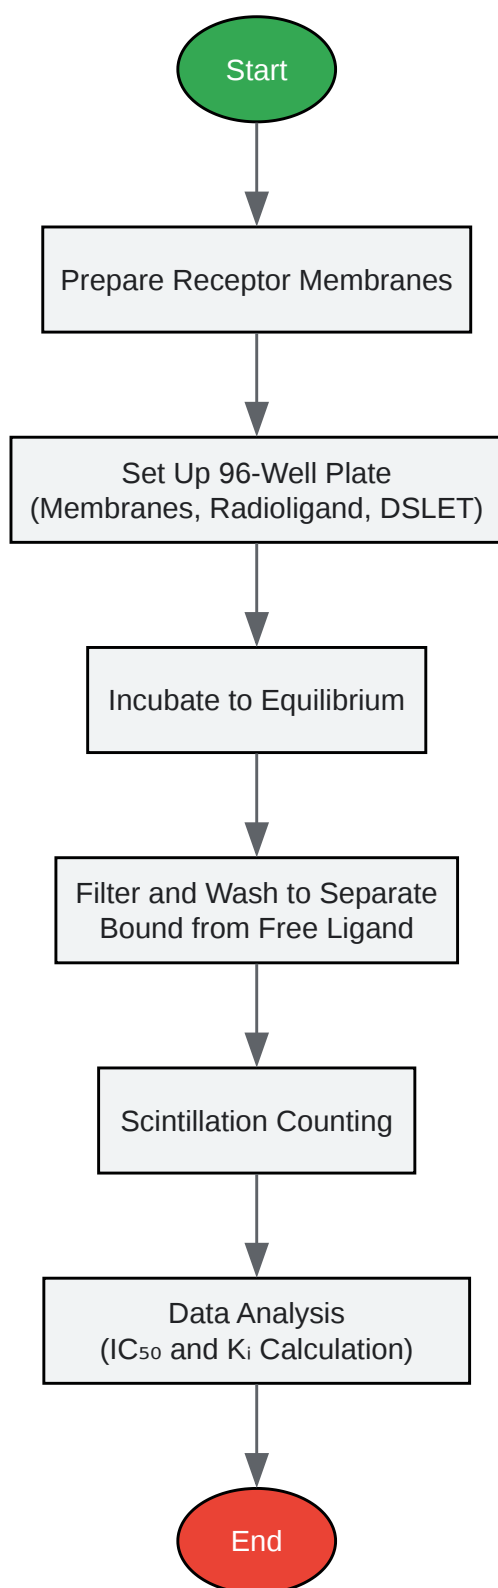 Start
Prepare Receptor Membranes
Set Up 96-Well Plate
(Membranes, Radioligand, DSLET)
Incubate to Equilibrium
Filter and Wash to Separate
Bound from Free Ligand
Scintillation Counting
Data Analysis
(IC₅₀ and Kᵢ Calculation)
End